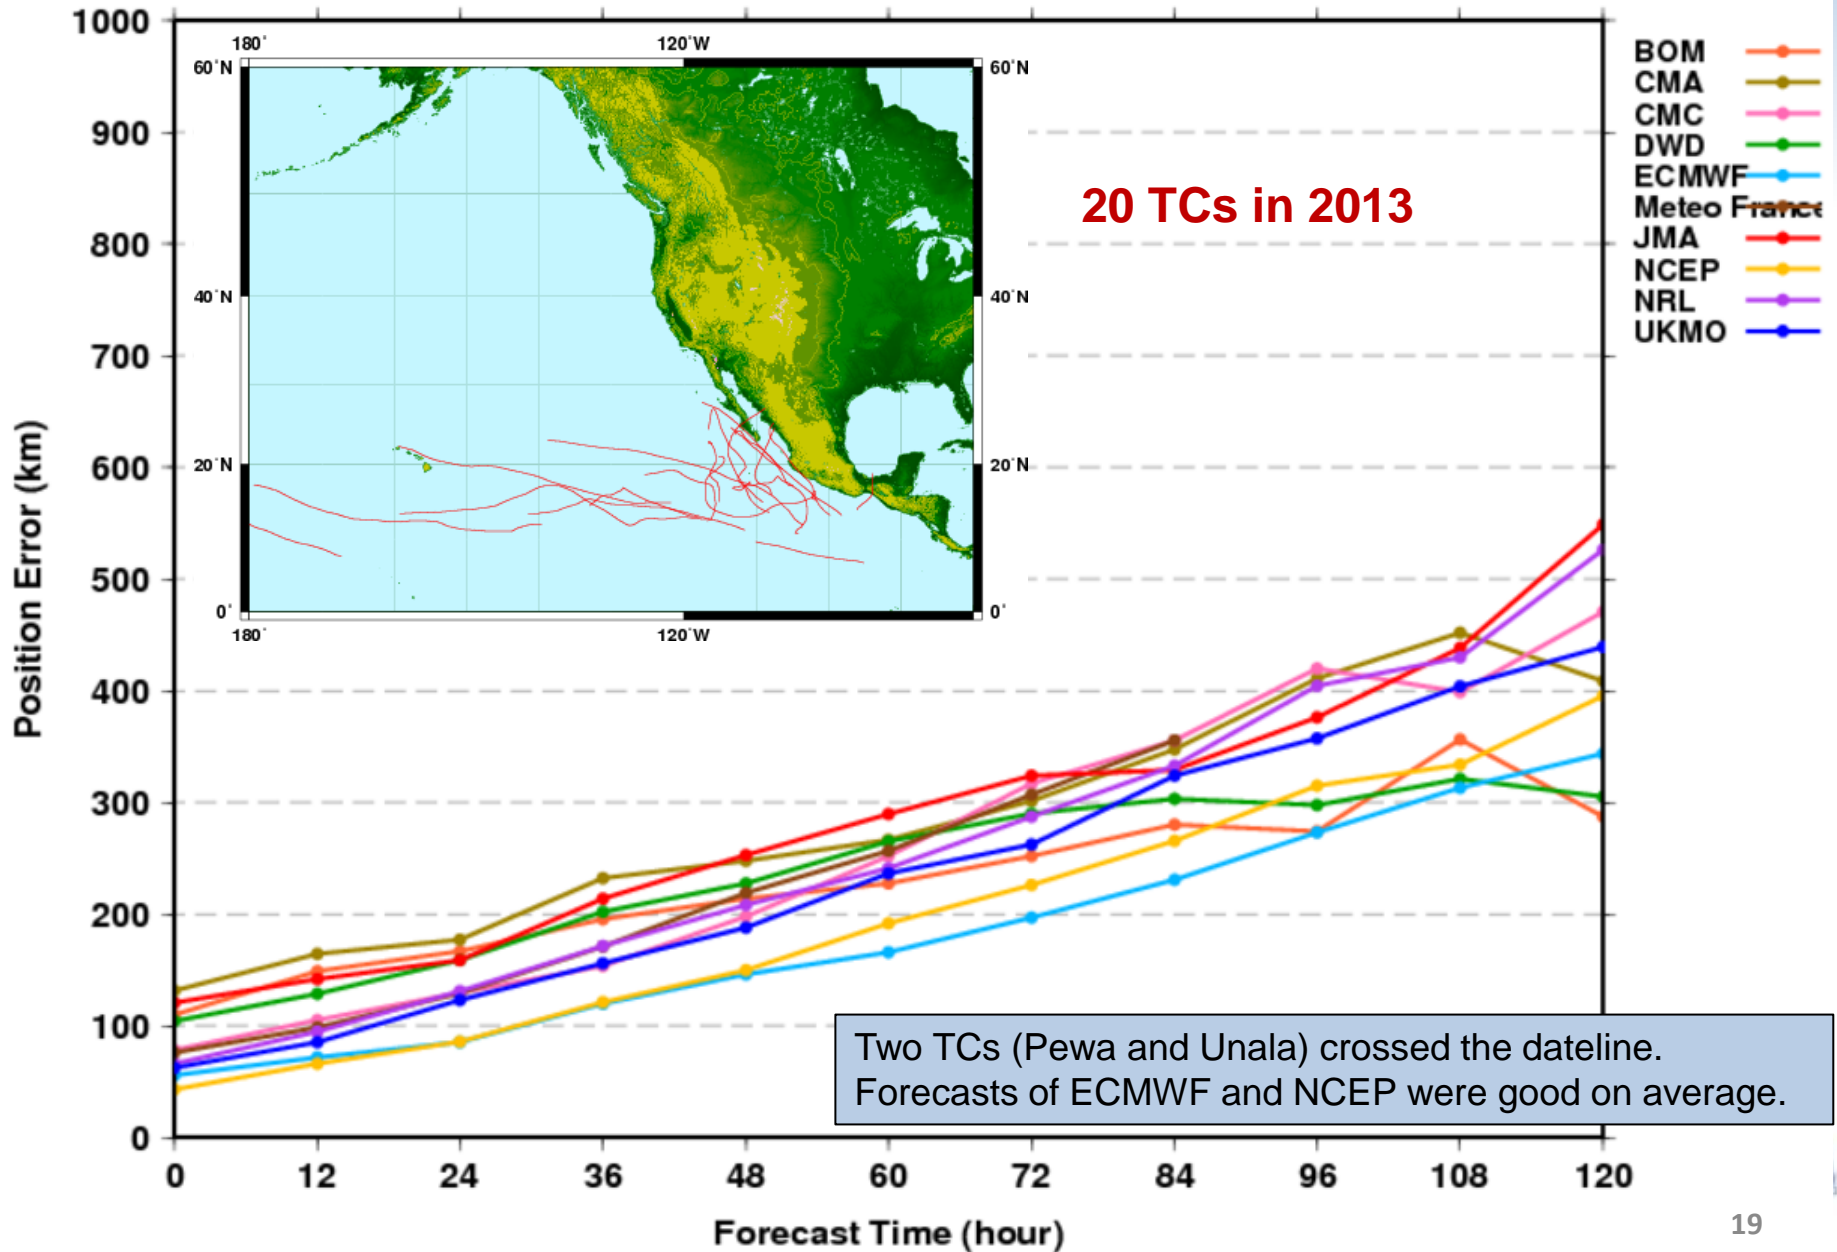 1000
900
800
700
600
500
400
300
200
100
0
Position Error (km)
180°
120°W
60°N
60°N
40°N
40°N
20°N
20°N
0°
0°
180°
120°W
20 TCs in 2013
BOM
CMA
CMC
DWD
ECMWF
Meteo France
JMA
NCEP
NRL
UKMO
Two TCs (Pewa and Unala) crossed the dateline.
Forecasts of ECMWF and NCEP were good on average.
0 12 24 36 48 60 72 84 96 108 120
Forecast Time (hour)
19